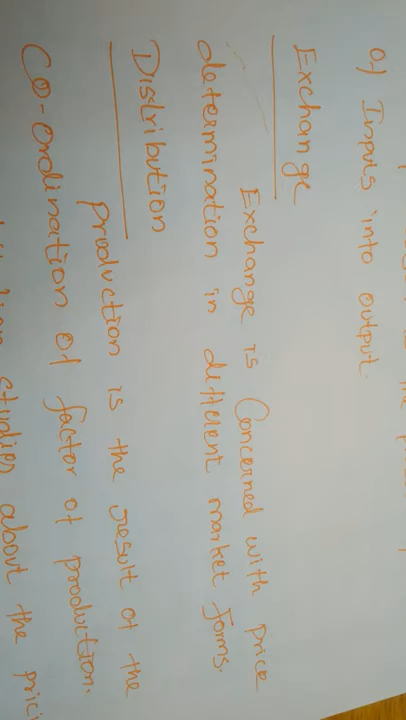 of Inputs into output.
Exchange
Exchange is Concerned with price
determination in different market forms.
Distribution
production is the result of the
Co-ordination of factor of production.
studies about the prici